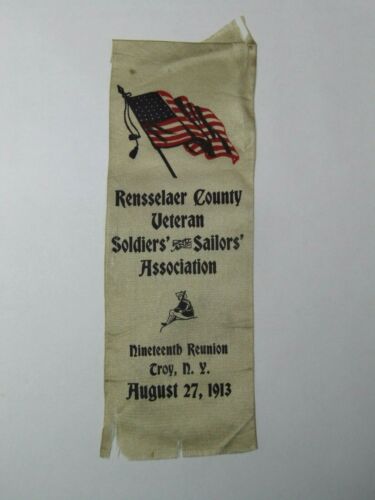 Rensselaer County
Veteran
Soldiers' and Sailors'
Association
Nineteenth Reunion
Troy, N. Y.
August 27, 1913